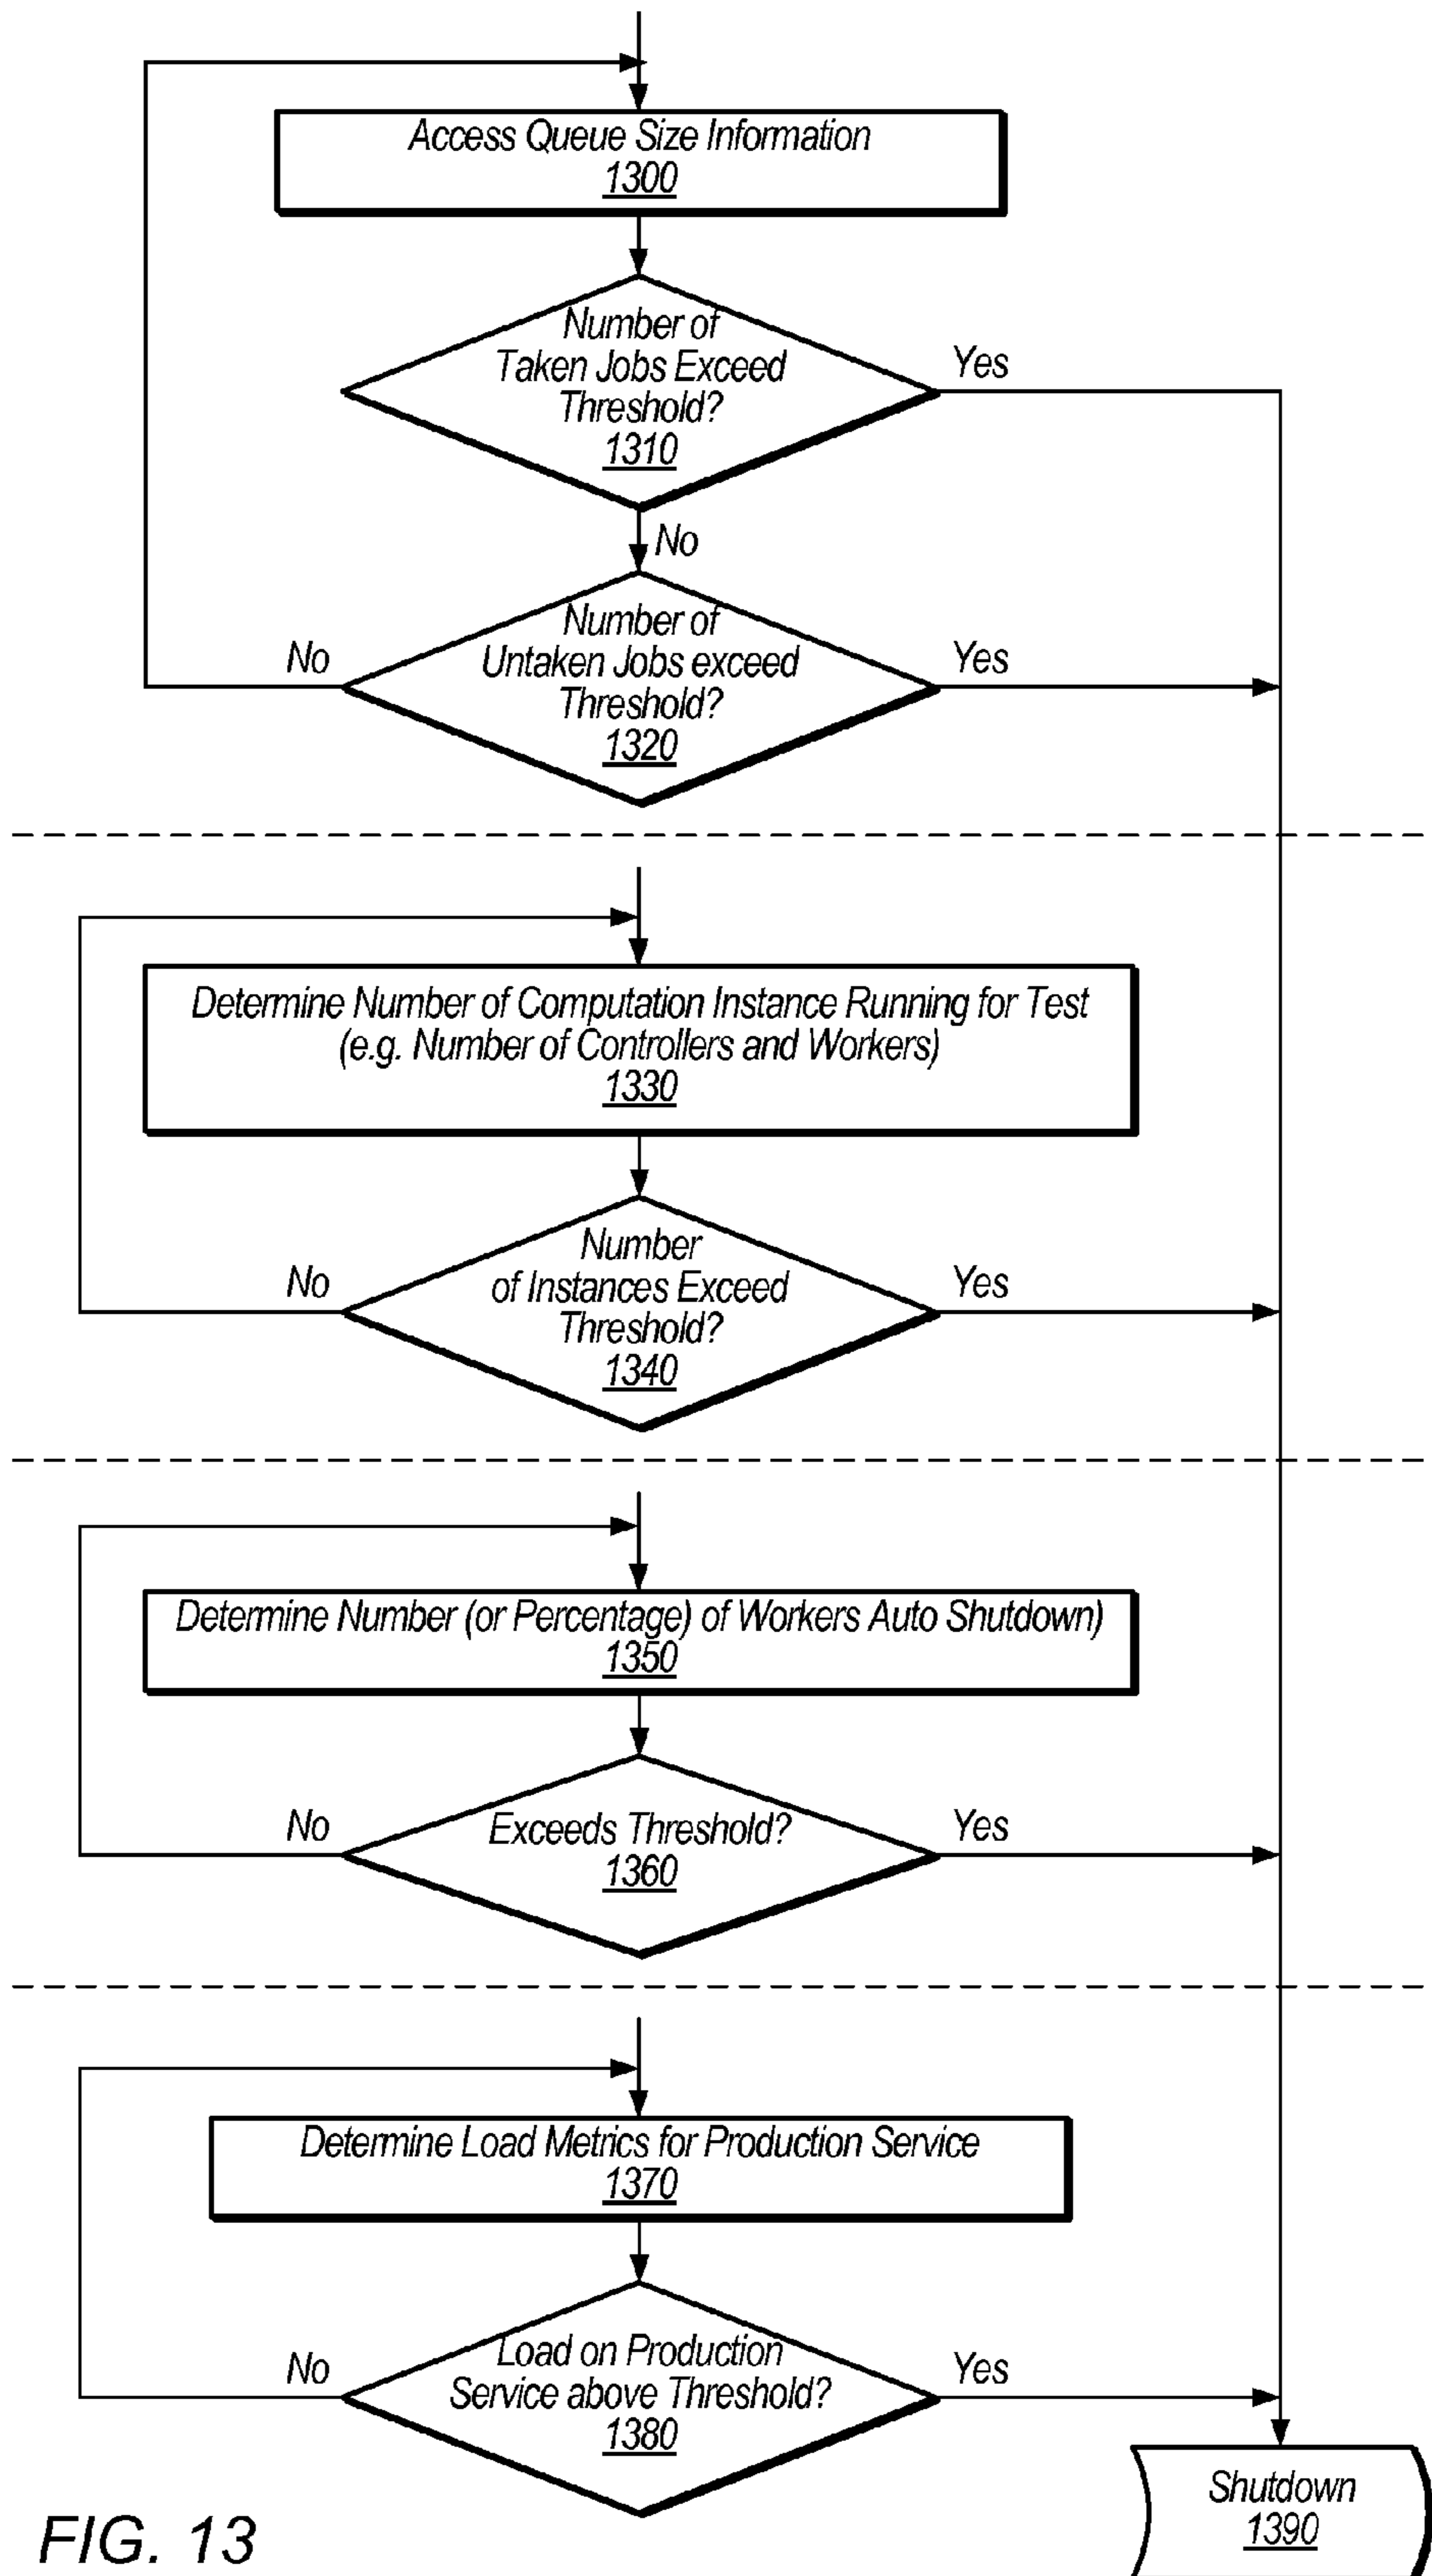 Access Queue Size Information
1300
Number of
Taken Jobs Exceed
Threshold?
1310
Yes
No
Number of
Untaken Jobs exceed
Threshold?
1320
No
Yes
Determine Number of Computation Instance Running for Test
(e.g. Number of Controllers and Workers)
1330
Number
of Instances Exceed
Threshold?
1340
No
Yes
Determine Number (or Percentage) of Workers Auto Shutdown)
1350
Exceeds Threshold?
1360
No
Yes
Determine Load Metrics for Production Service
1370
Load on Production
Service above Threshold?
1380
No
Yes
Shutdown
1390
FIG. 13